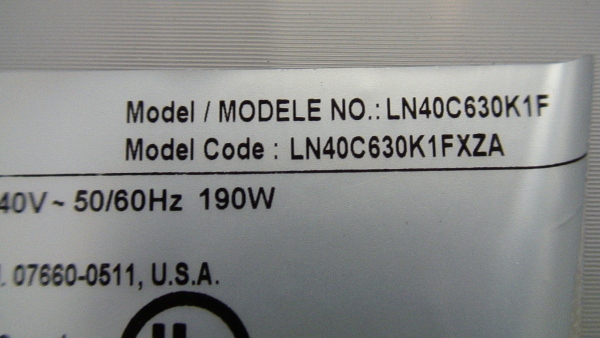 Model / MODELE NO.: LN40C630K1F
Model Code : LN40C630K1FXZA
40V ~ 50/60Hz 190W
07660-0511, U.S.A.